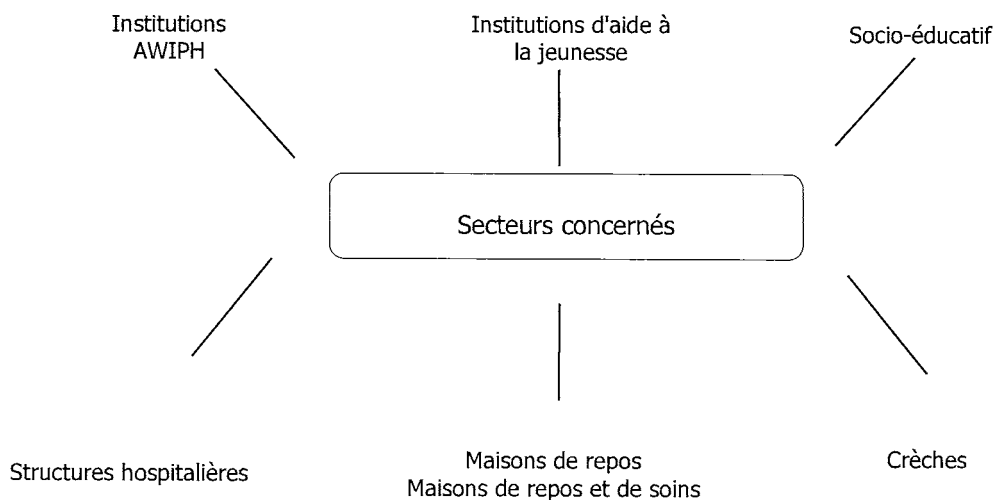 Institutions
AWIPH
Institutions d'aide à
la jeunesse
Socio-éducatif
Secteurs concernés
Structures hospitalières
Maisons de repos
Maisons de repos et de soins
Crèches